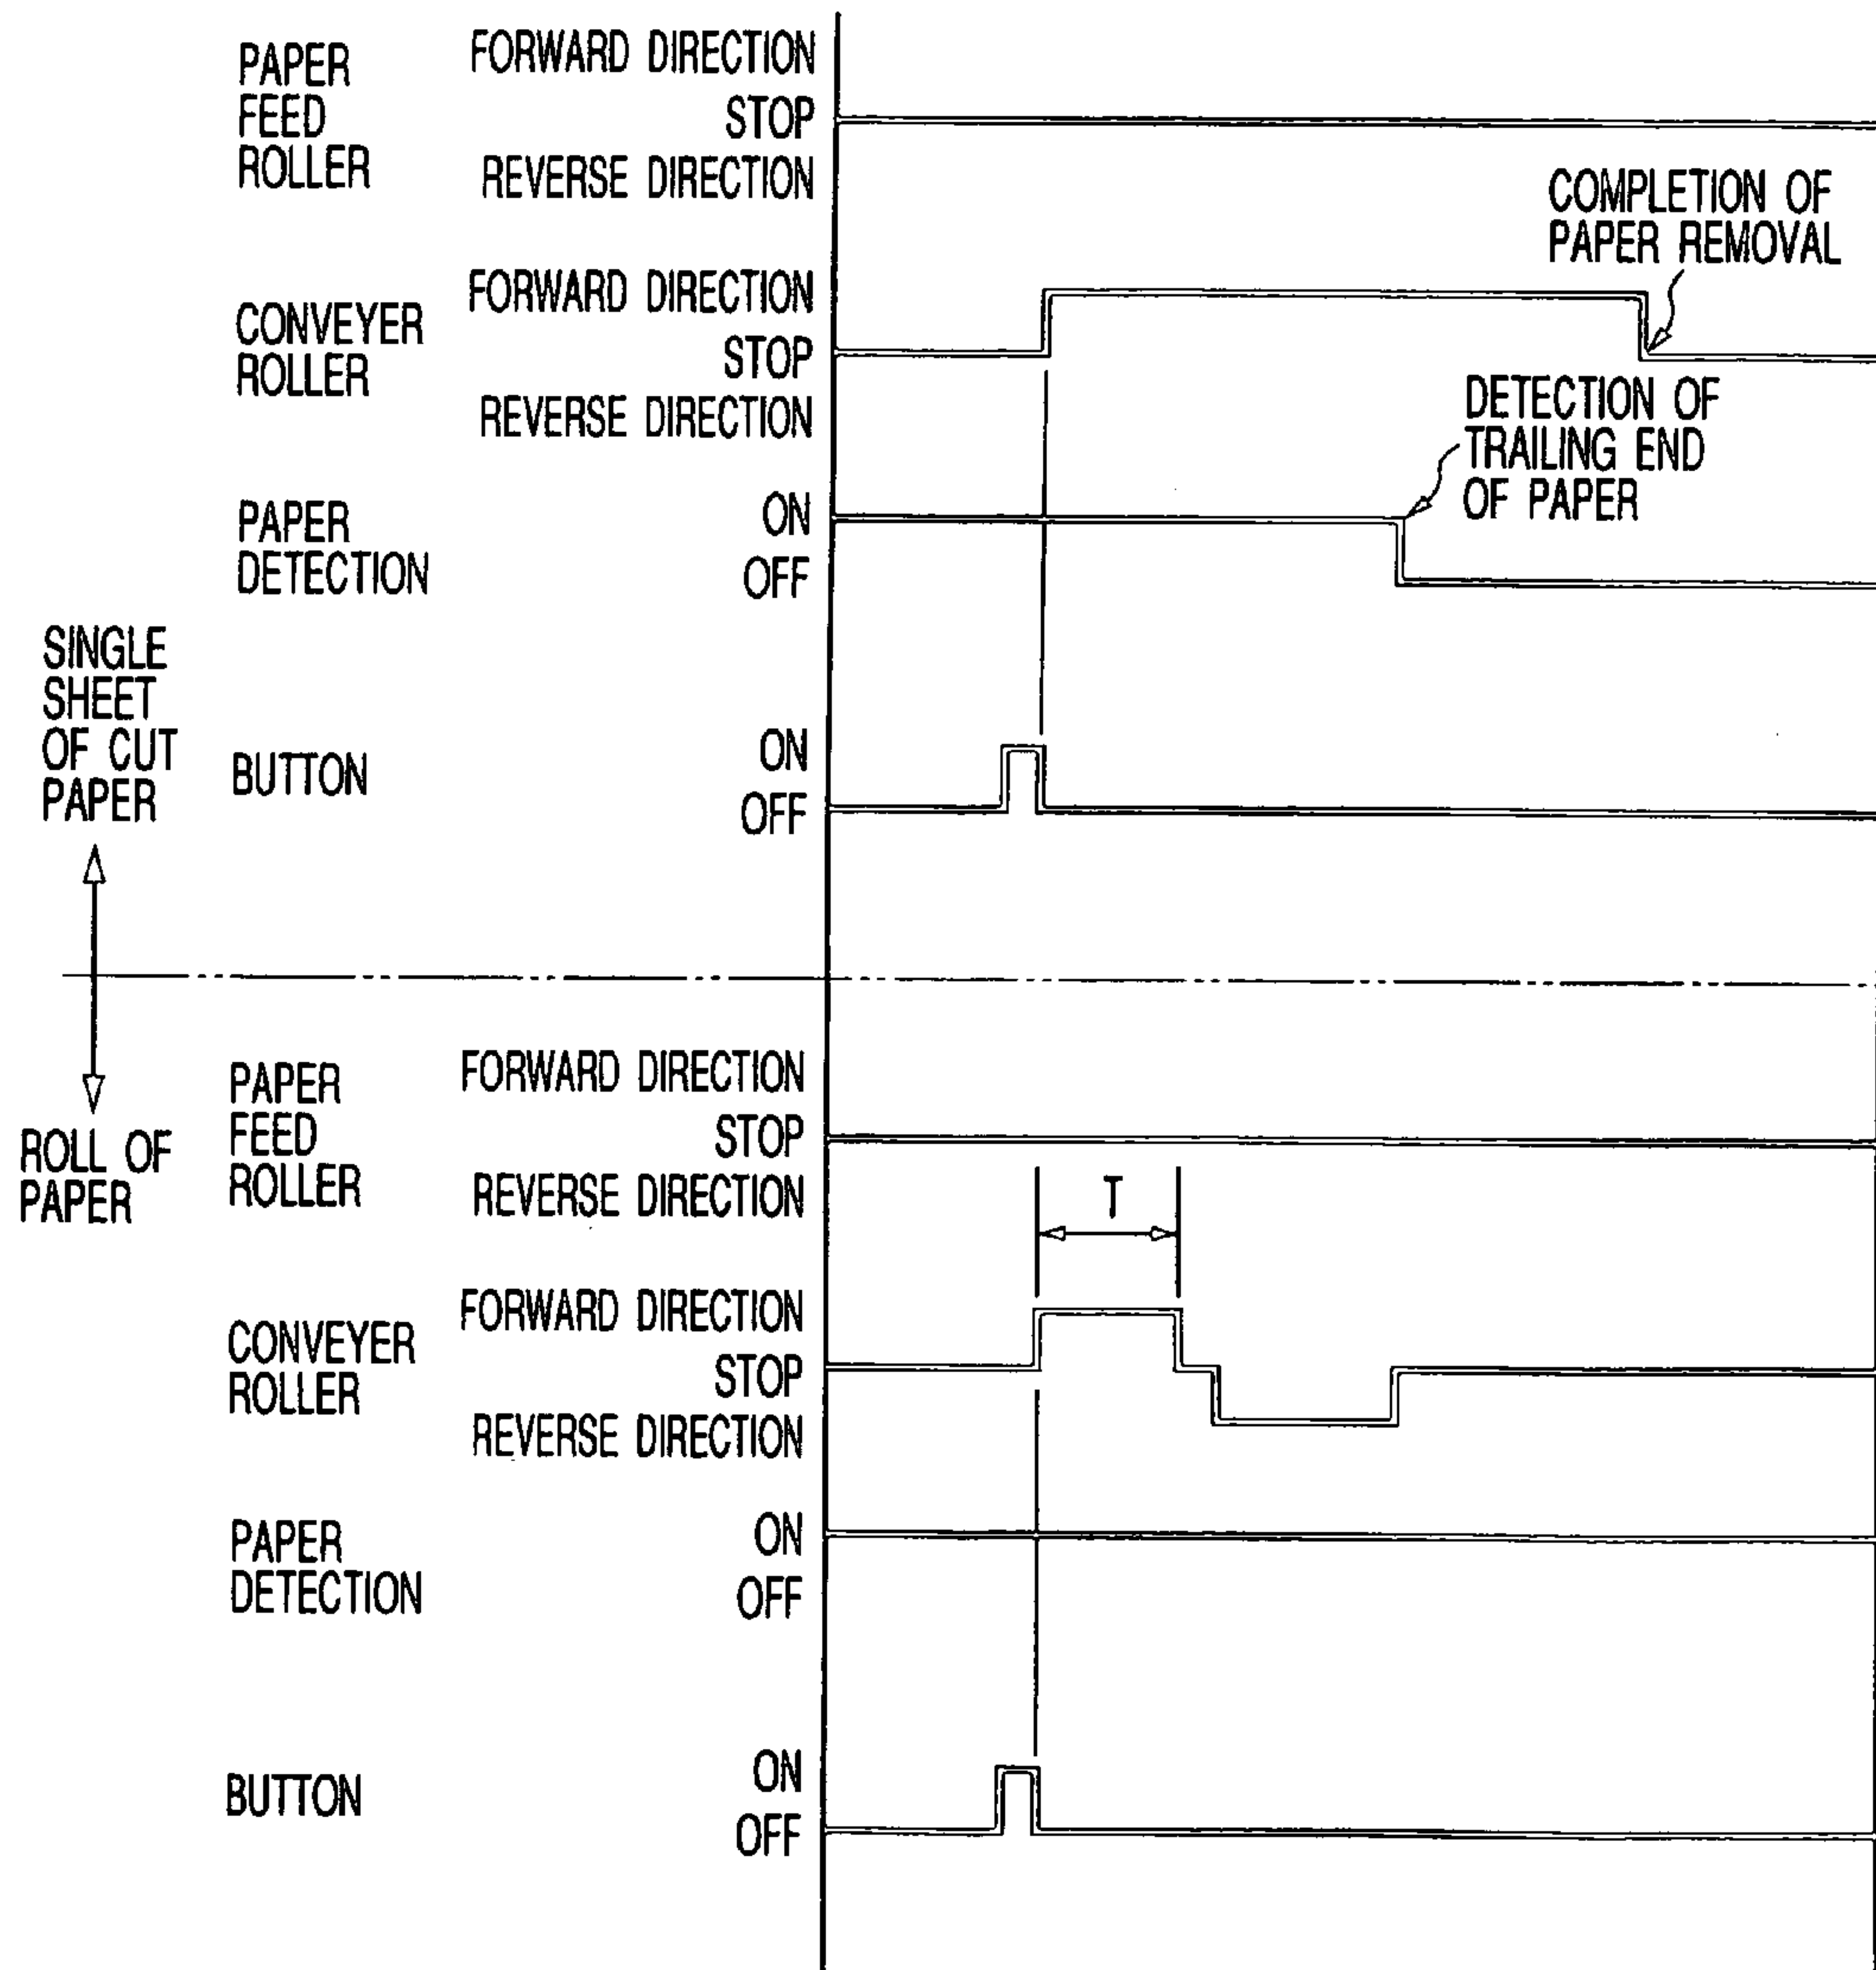 PAPER
FEED
ROLLER
FORWARD DIRECTION
STOP
REVERSE DIRECTION
COMPLETION OF
PAPER REMOVAL
CONVEYER
ROLLER
FORWARD DIRECTION
STOP
REVERSE DIRECTION
DETECTION OF
TRAILING END
OF PAPER
PAPER
DETECTION
ON
OFF
SINGLE
SHEET
OF CUT
PAPER
BUTTON
ON
OFF
ROLL OF
PAPER
PAPER
FEED
ROLLER
FORWARD DIRECTION
STOP
REVERSE DIRECTION
T
CONVEYER
ROLLER
FORWARD DIRECTION
STOP
REVERSE DIRECTION
PAPER
DETECTION
ON
OFF
BUTTON
ON
OFF